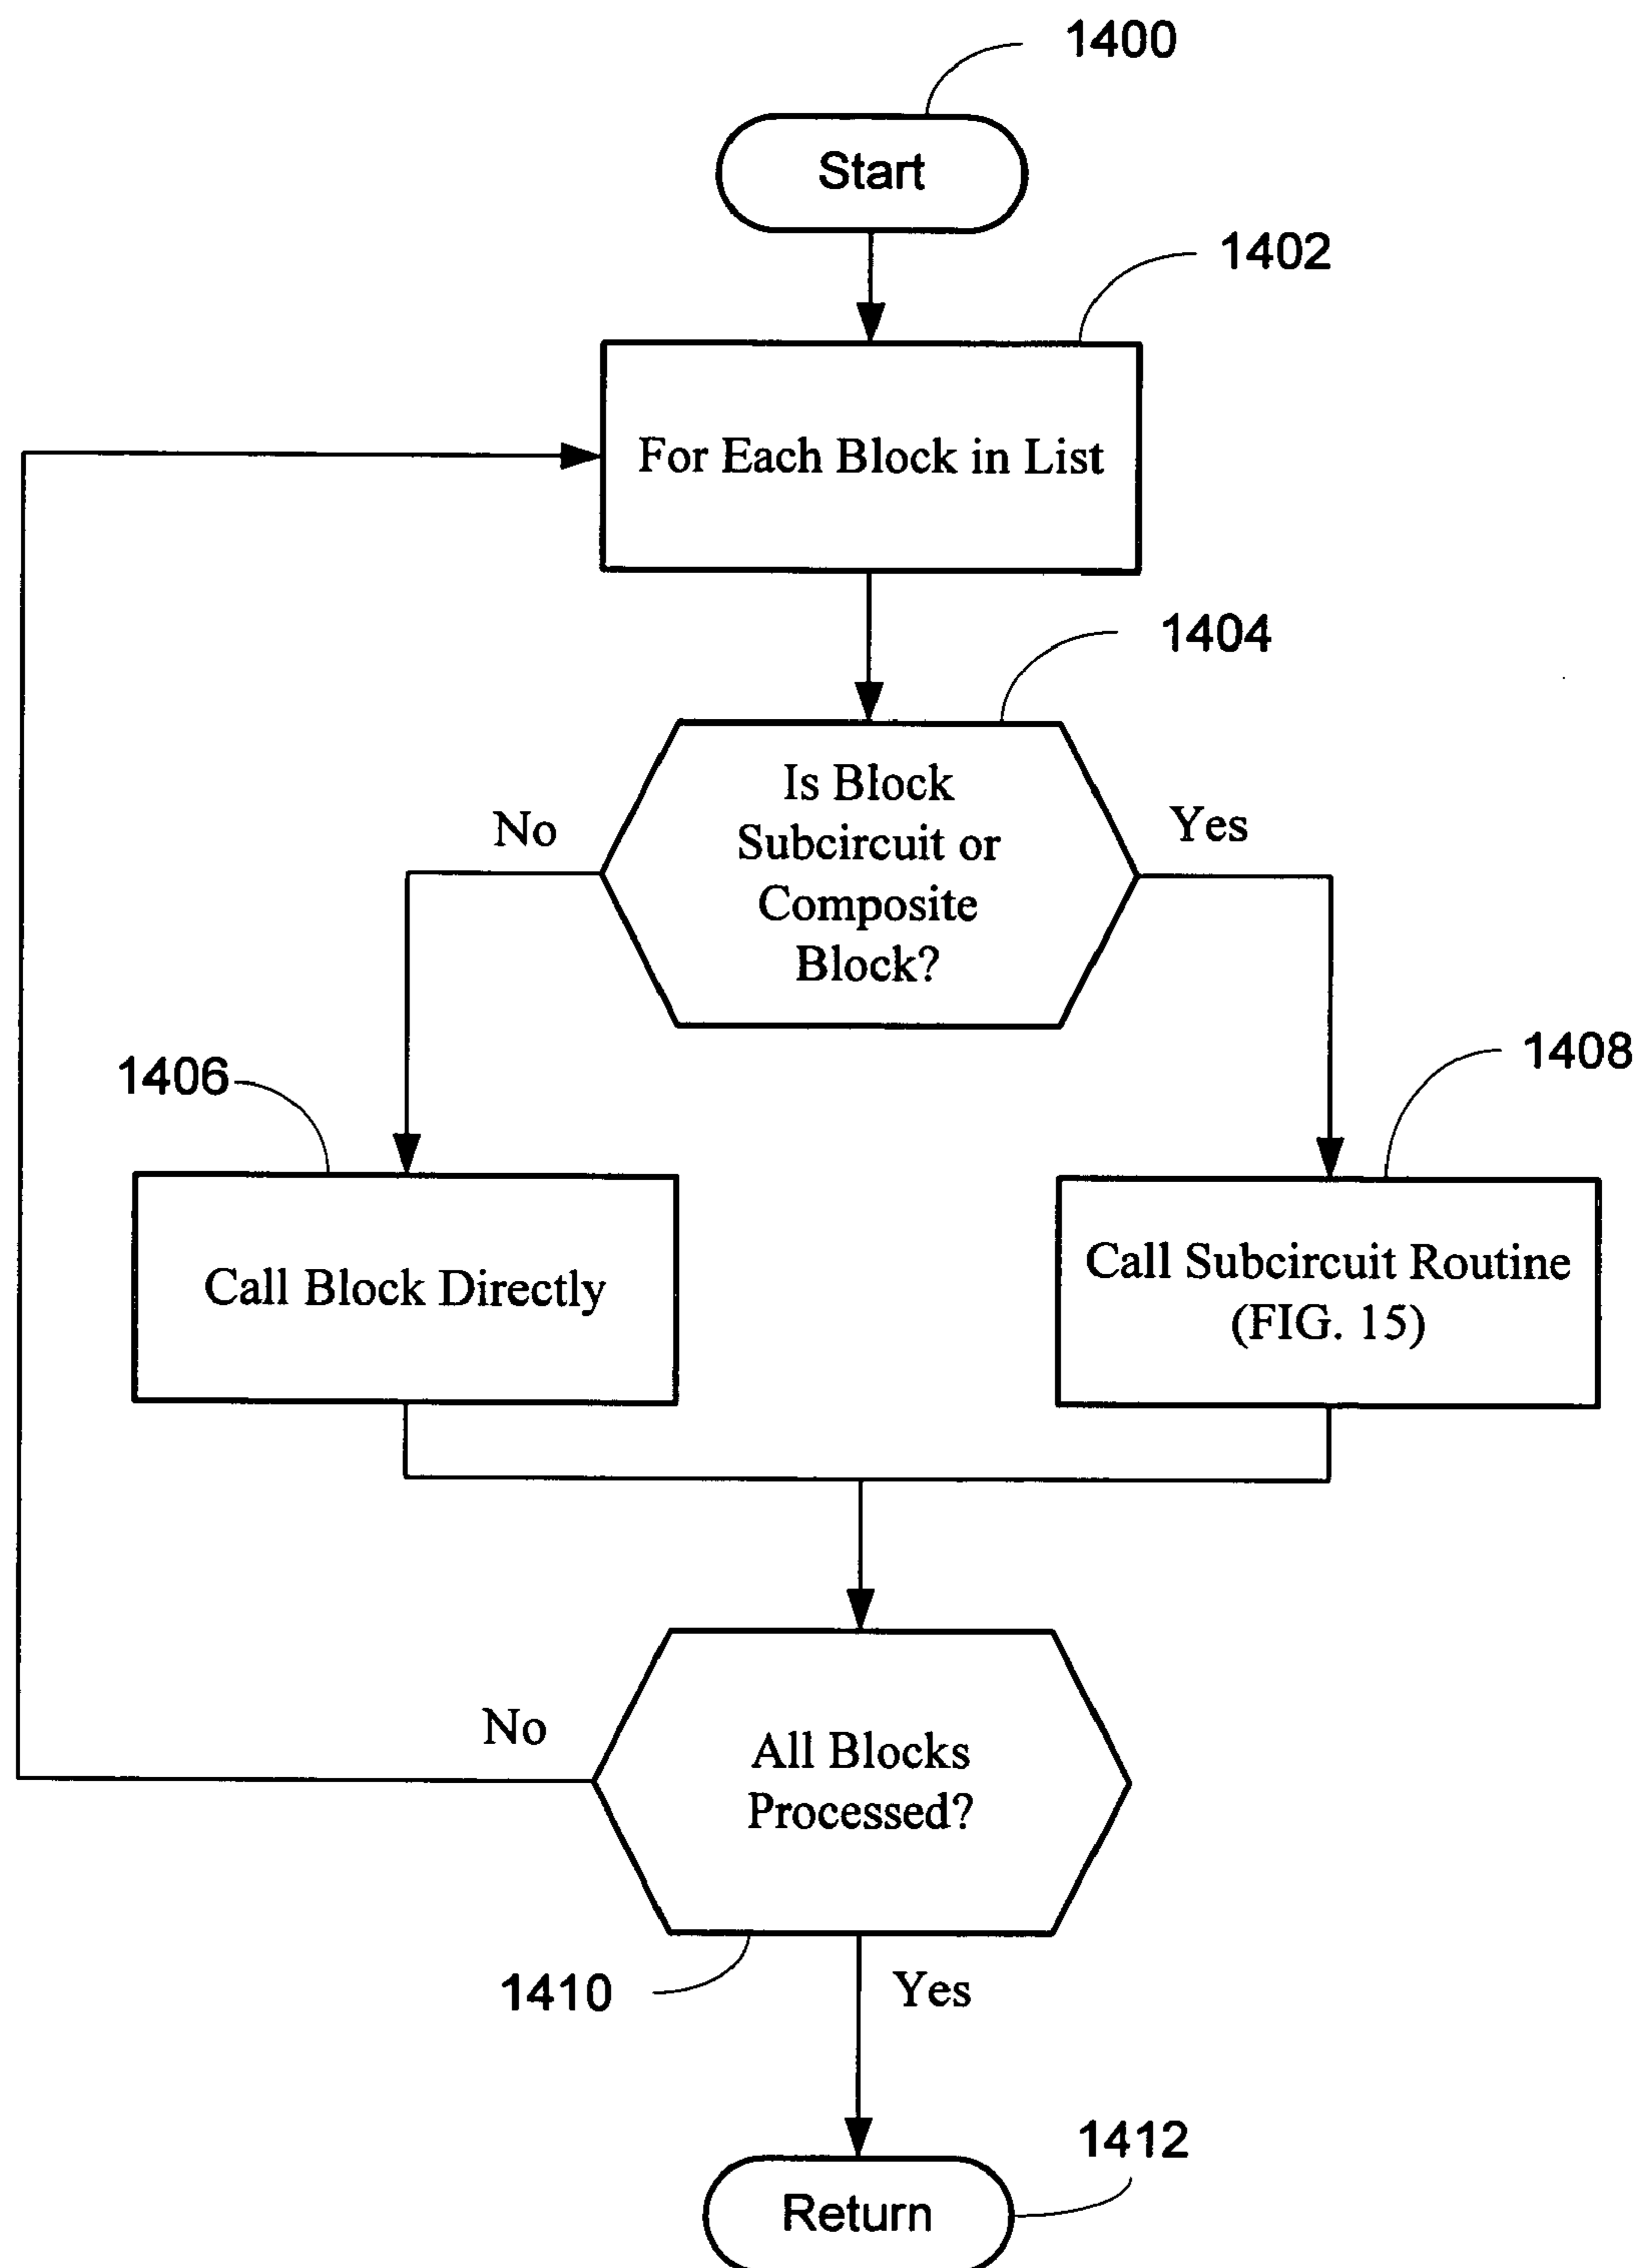 1400
Start
1402
For Each Block in List
1404
Is Block
Subcircuit or
Composite
Block?
No
Yes
1406
1408
Call Block Directly
Call Subcircuit Routine
(FIG. 15)
No
All Blocks
Processed?
1410
Yes
1412
Return